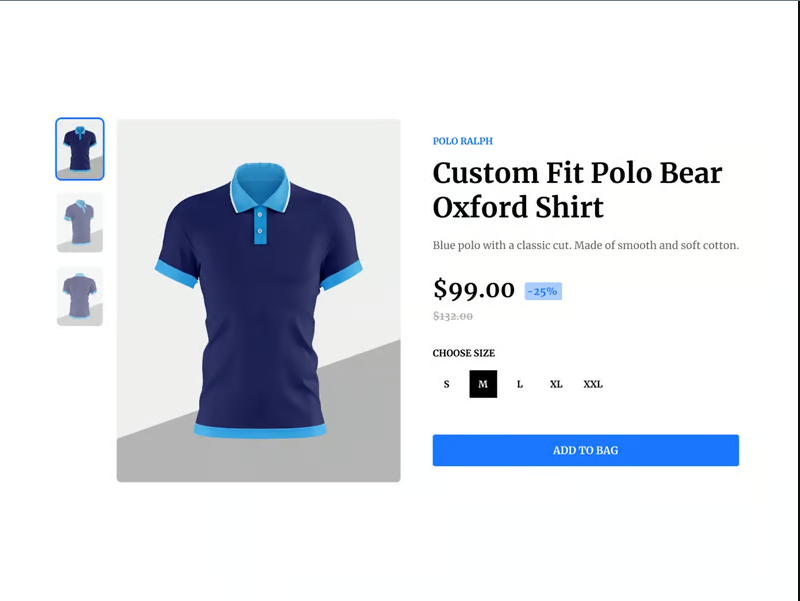 POLO RALPH
Custom Fit Polo Bear
Oxford Shirt
Blue polo with a classic cut. Made of smooth and soft cotton.
$99.00 -25%
$132.00
CHOOSE SIZE
S M L XL XXL
ADD TO BAG